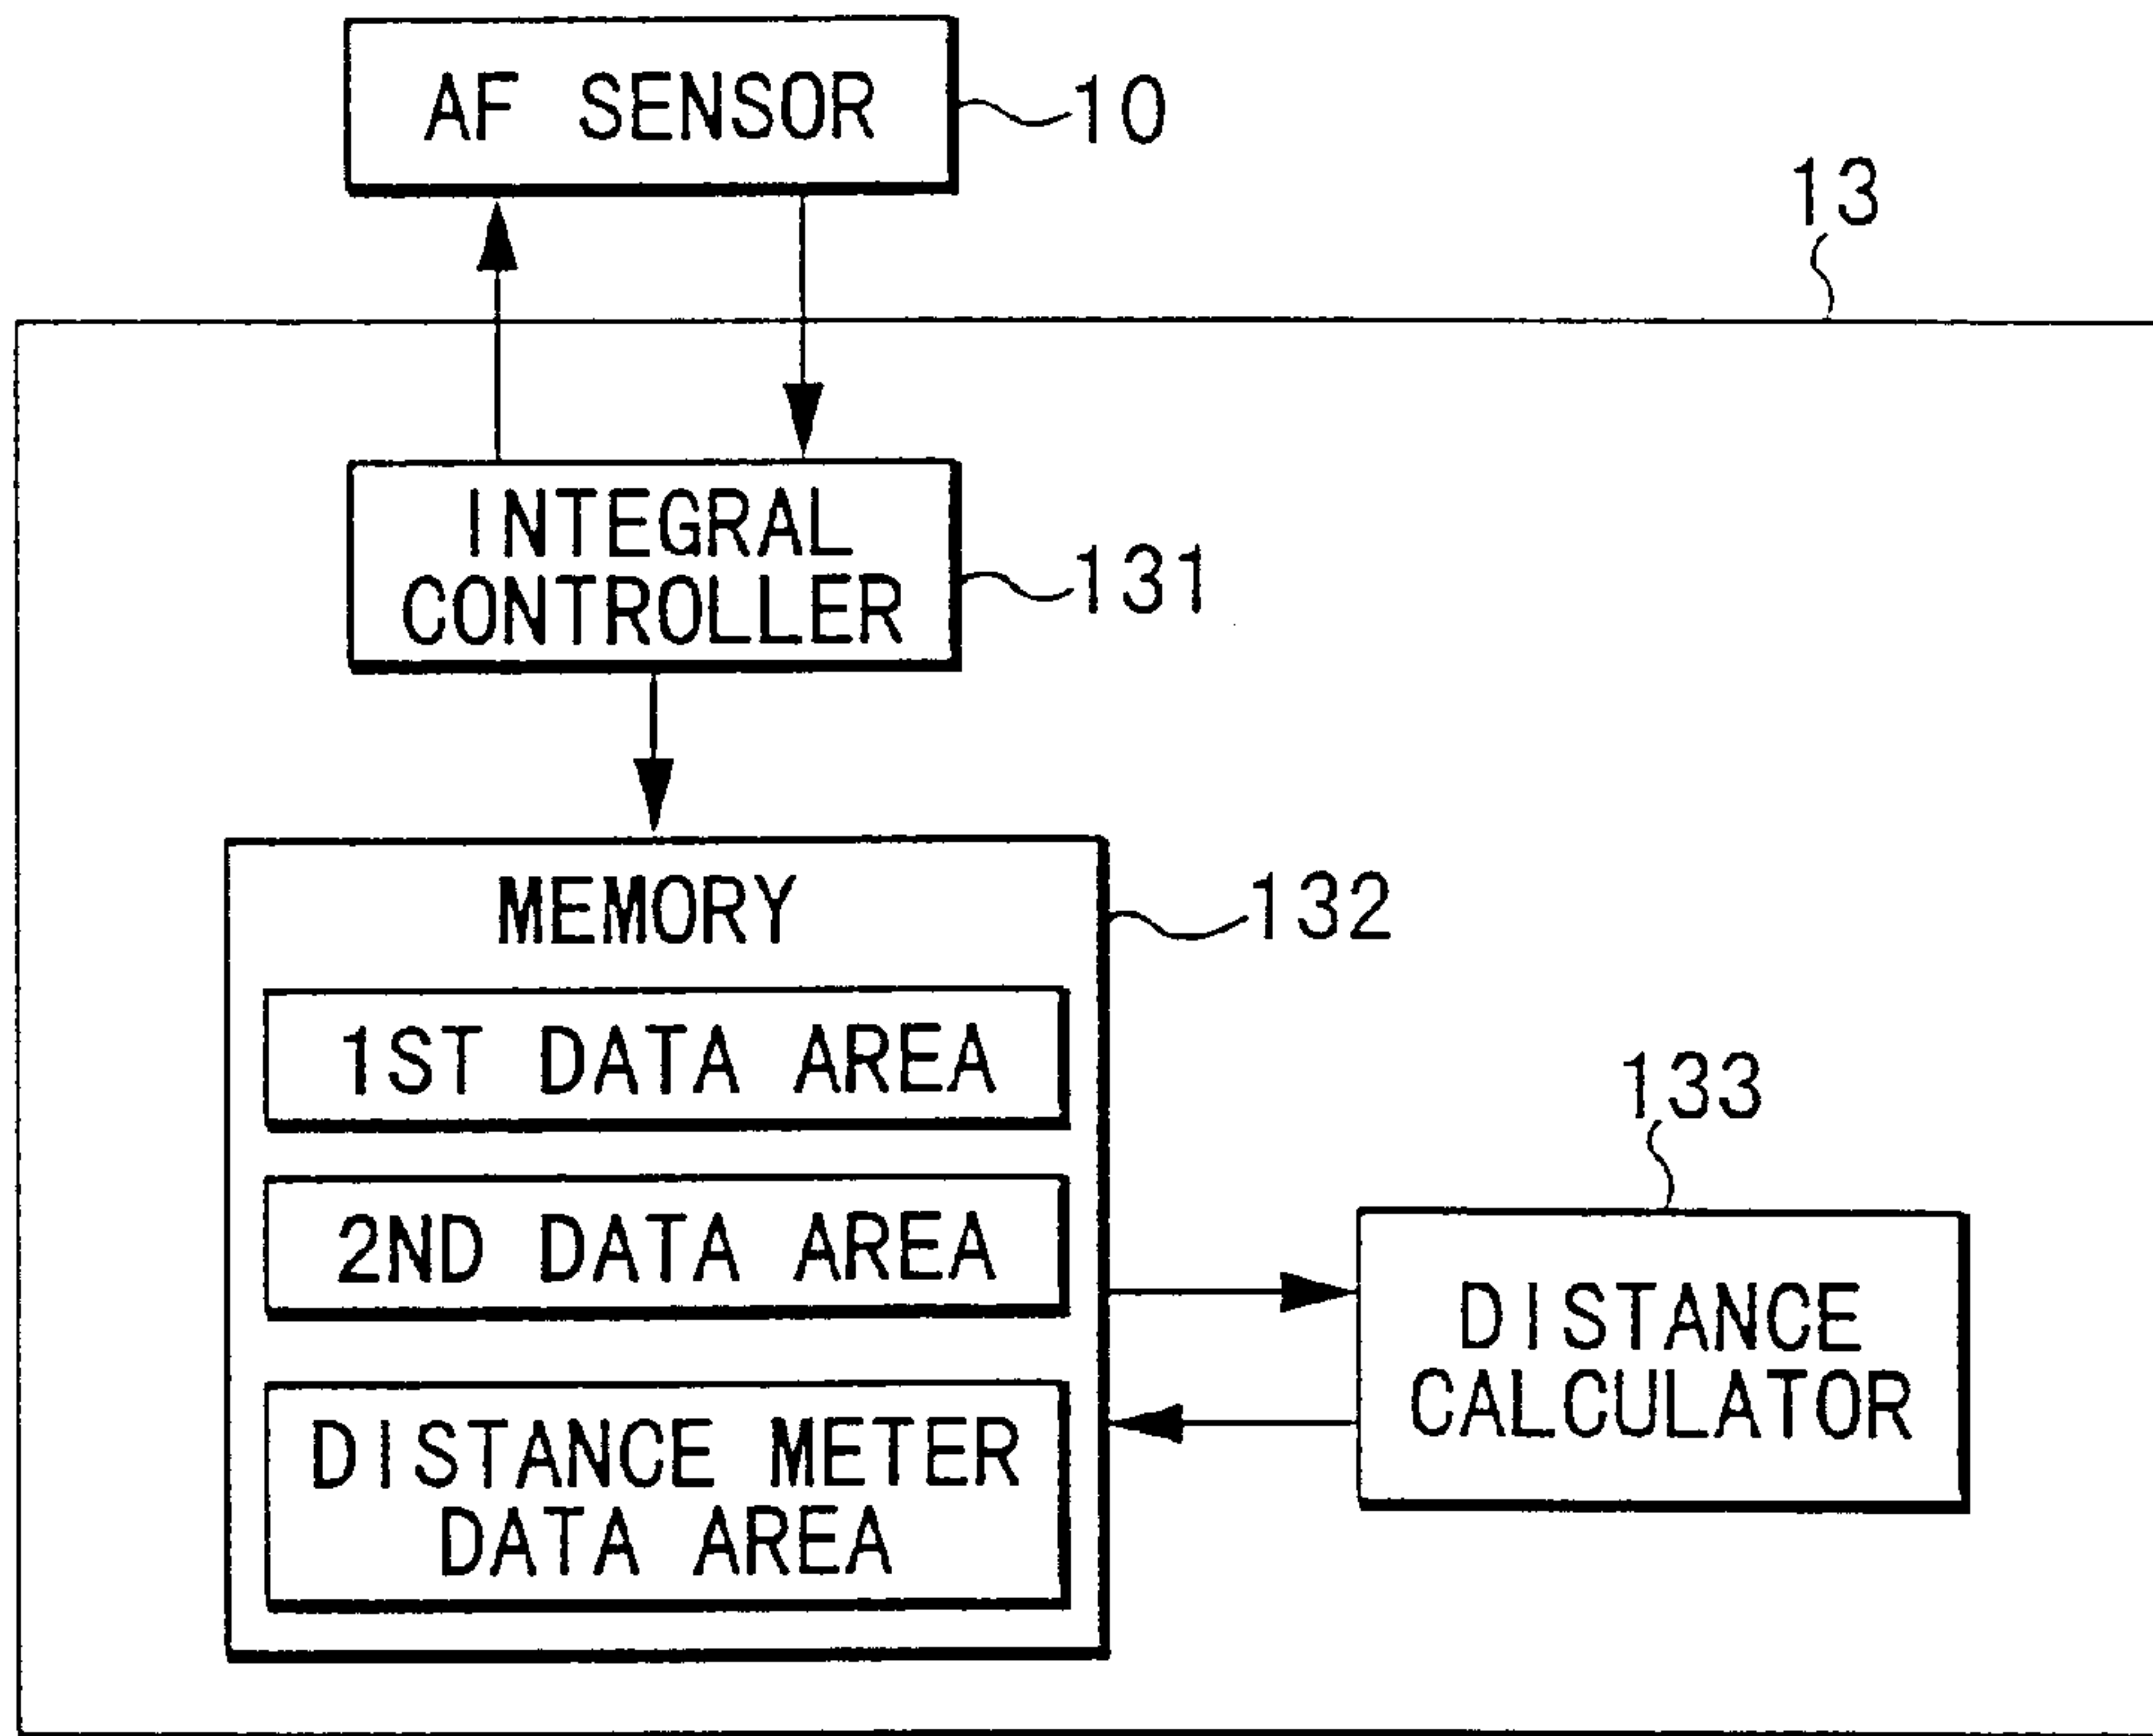 AF SENSOR
10
13
INTEGRAL
CONTROLLER
131
MEMORY
132
1ST DATA AREA
2ND DATA AREA
DISTANCE METER
DATA AREA
133
DISTANCE
CALCULATOR